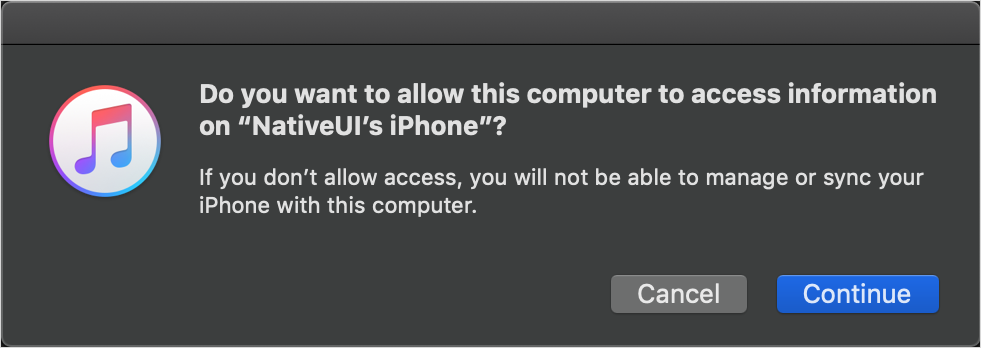 Do you want to allow this computer to access information
on “NativeUI’s iPhone”?
If you don’t allow access, you will not be able to manage or sync your
iPhone with this computer.
Cancel
Continue